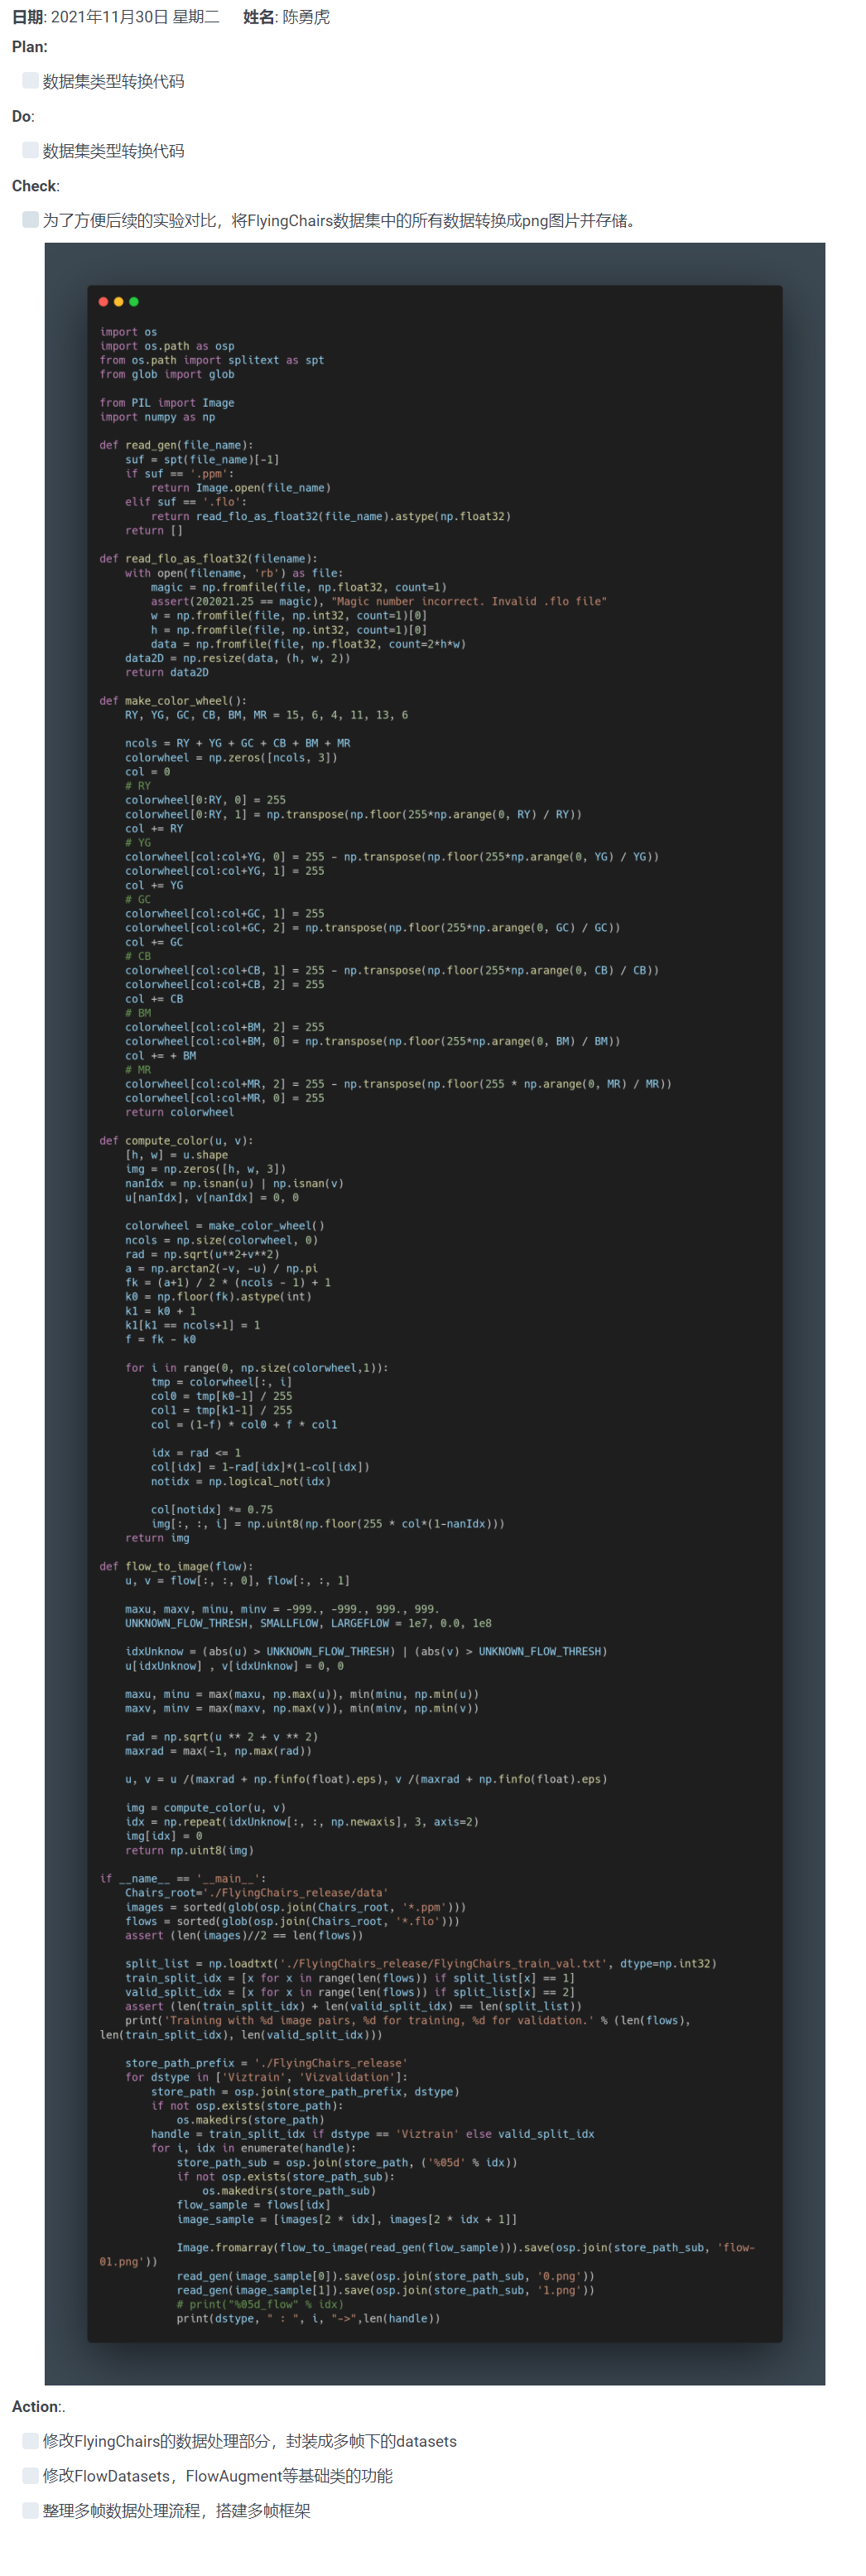 日期: 2021年11月30日 星期二 姓名: 陈勇虎
Plan:
数据集类型转换代码
Do:
数据集类型转换代码
Check:
为了方便后续的实验对比，将FlyingChairs数据集中的所有数据转换成png图片并存储。
import os
import os.path as osp
from os.path import splitext as spt
from glob import glob
from PIL import Image
import numpy as np
def read_gen(file_name):
    suf = spt(file_name)[-1]
    if suf == '.ppm':
        return Image.open(file_name)
    elif suf == '.flo':
        return read_flo_as_float32(file_name).astype(np.float32)
    return []
def read_flo_as_float32(filename):
    with open(filename, 'rb') as file:
        magic = np.fromfile(file, np.float32, count=1)
        assert(202021.25 == magic), "Magic number incorrect. Invalid .flo file"
        w = np.fromfile(file, np.int32, count=1)[0]
        h = np.fromfile(file, np.int32, count=1)[0]
        data = np.fromfile(file, np.float32, count=2*h*w)
    data2D = np.resize(data, (h, w, 2))
    return data2D
def make_color_wheel():
    RY, YG, GC, CB, BM, MR = 15, 6, 4, 11, 13, 6
    ncols = RY + YG + GC + CB + BM + MR
    colorwheel = np.zeros([ncols, 3])
    col = 0
    # RY
    colorwheel[0:RY, 0] = 255
    colorwheel[0:RY, 1] = np.transpose(np.floor(255*np.arange(0, RY) / RY))
    col += RY
    # YG
    colorwheel[col:col+YG, 0] = 255 - np.transpose(np.floor(255*np.arange(0, YG) / YG))
    colorwheel[col:col+YG, 1] = 255
    col += YG
    # GC
    colorwheel[col:col+GC, 1] = 255
    colorwheel[col:col+GC, 2] = np.transpose(np.floor(255*np.arange(0, GC) / GC))
    col += GC
    # CB
    colorwheel[col:col+CB, 1] = 255 - np.transpose(np.floor(255*np.arange(0, CB) / CB))
    colorwheel[col:col+CB, 2] = 255
    col += CB
    # BM
    colorwheel[col:col+BM, 2] = 255
    colorwheel[col:col+BM, 0] = np.transpose(np.floor(255*np.arange(0, BM) / BM))
    col += + BM
    # MR
    colorwheel[col:col+MR, 2] = 255 - np.transpose(np.floor(255 * np.arange(0, MR) / MR))
    colorwheel[col:col+MR, 0] = 255
    return colorwheel
def compute_color(u, v):
    [h, w] = u.shape
    img = np.zeros([h, w, 3])
    nanIdx = np.isnan(u) | np.isnan(v)
    u[nanIdx], v[nanIdx] = 0, 0
    colorwheel = make_color_wheel()
    ncols = np.size(colorwheel, 0)
    rad = np.sqrt(u**2+v**2)
    a = np.arctan2(-v, -u) / np.pi
    fk = (a+1) / 2 * (ncols - 1) + 1
    k0 = np.floor(fk).astype(int)
    k1 = k0 + 1
    k1[k1 == ncols+1] = 1
    f = fk - k0
    for i in range(0, np.size(colorwheel,1)):
        tmp = colorwheel[:, i]
        col0 = tmp[k0-1] / 255
        col1 = tmp[k1-1] / 255
        col = (1-f) * col0 + f * col1
        idx = rad <= 1
        col[idx] = 1-rad[idx]*(1-col[idx])
        notidx = np.logical_not(idx)
        col[notidx] *= 0.75
        img[:, :, i] = np.uint8(np.floor(255 * col*(1-nanIdx)))
    return img
def flow_to_image(flow):
    u, v = flow[:, :, 0], flow[:, :, 1]
    maxu, maxv, minu, minv = -999., -999., 999., 999.
    UNKNOWN_FLOW_THRESH, SMALLFLOW, LARGEFLOW = 1e7, 0.0, 1e8
    idxUnknow = (abs(u) > UNKNOWN_FLOW_THRESH) | (abs(v) > UNKNOWN_FLOW_THRESH)
    u[idxUnknow] , v[idxUnknow] = 0, 0
    maxu, minu = max(maxu, np.max(u)), min(minu, np.min(u))
    maxv, minv = max(maxv, np.max(v)), min(minv, np.min(v))
    rad = np.sqrt(u ** 2 + v ** 2)
    maxrad = max(-1, np.max(rad))
    u, v = u /(maxrad + np.finfo(float).eps), v /(maxrad + np.finfo(float).eps)
    img = compute_color(u, v)
    idx = np.repeat(idxUnknow[:, :, np.newaxis], 3, axis=2)
    img[idx] = 0
    return np.uint8(img)
if __name__ == '__main__':
    Chairs_root='./FlyingChairs_release/data'
    images = sorted(glob(osp.join(Chairs_root, '*.ppm')))
    flows = sorted(glob(osp.join(Chairs_root, '*.flo')))
    assert (len(images)//2 == len(flows))
    split_list = np.loadtxt('./FlyingChairs_release/FlyingChairs_train_val.txt', dtype=np.int32)
    train_split_idx = [x for x in range(len(flows)) if split_list[x] == 1]
    valid_split_idx = [x for x in range(len(flows)) if split_list[x] == 2]
    assert (len(train_split_idx) + len(valid_split_idx) == len(split_list))
    print('Training with %d image pairs, %d for training, %d for validation.' % (len(flows),
len(train_split_idx), len(valid_split_idx)))
    store_path_prefix = './FlyingChairs_release'
    for dstype in ['Viztrain', 'Vizvalidation']:
        store_path = osp.join(store_path_prefix, dstype)
        if not osp.exists(store_path):
            os.makedirs(store_path)
        handle = train_split_idx if dstype == 'Viztrain' else valid_split_idx
        for i, idx in enumerate(handle):
            store_path_sub = osp.join(store_path, ('%05d' % idx))
            if not osp.exists(store_path_sub):
                os.makedirs(store_path_sub)
            flow_sample = flows[idx]
            image_sample = [images[2 * idx], images[2 * idx + 1]]
            Image.fromarray(flow_to_image(read_gen(flow_sample))).save(osp.join(store_path_sub, 'flow-
01.png'))
            read_gen(image_sample[0]).save(osp.join(store_path_sub, '0.png'))
            read_gen(image_sample[1]).save(osp.join(store_path_sub, '1.png'))
            # print("%05d_flow" % idx)
            print(dstype, " : ", i, "->",len(handle))
Action:.
修改FlyingChairs的数据处理部分，封装成多帧下的datasets
修改FlowDatasets，FlowAugment等基础类的功能
整理多帧数据处理流程，搭建多帧框架